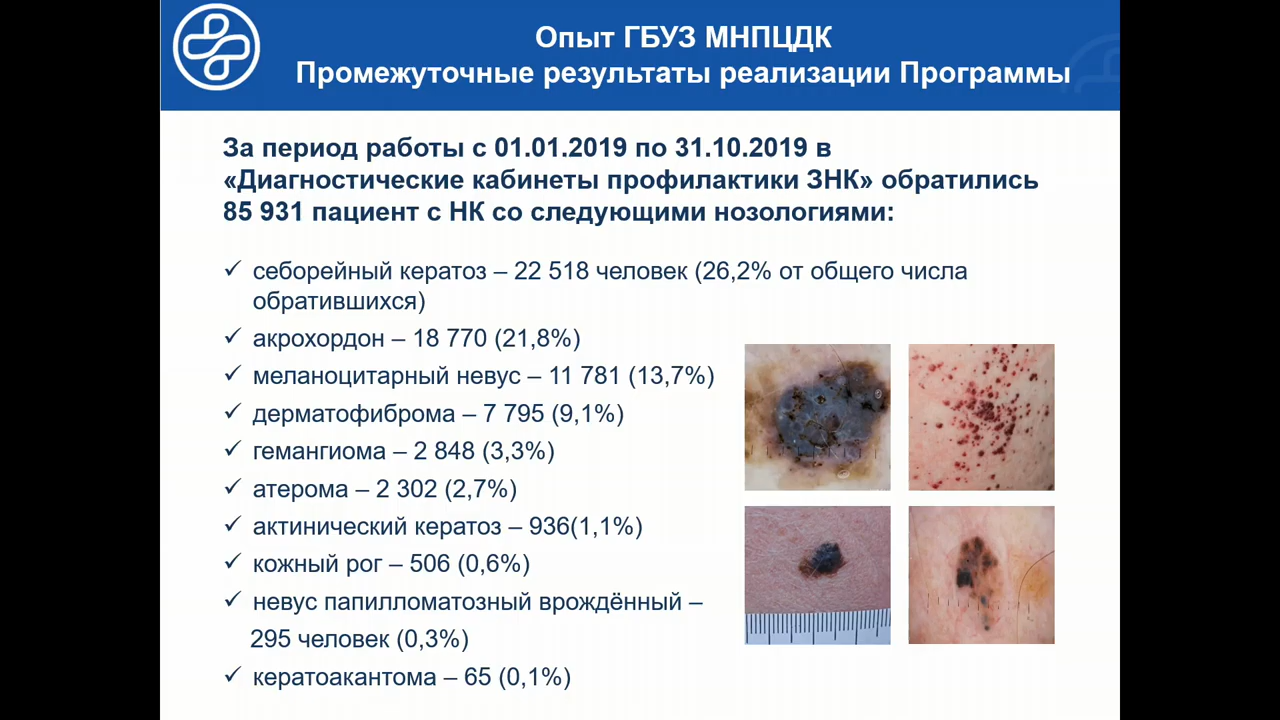 Опыт ГБУЗ МНПЦДК
Промежуточные результаты реализации Программы
За период работы с 01.01.2019 по 31.10.2019 в
«Диагностические кабинеты профилактики ЗНК» обратились
85 931 пациент с НК со следующими нозологиями:
✓ себорейный кератоз – 22 518 человек (26,2% от общего числа
обратившихся)
✓ акрохордон – 18 770 (21,8%)
✓ меланоцитарный невус – 11 781 (13,7%)
✓ дерматофиброма – 7 795 (9,1%)
✓ гемангиома – 2 848 (3,3%)
✓ атерома – 2 302 (2,7%)
✓ актинический кератоз – 936(1,1%)
✓ кожный рог – 506 (0,6%)
✓ невус папилломатозный врождённый –
295 человек (0,3%)
✓ кератоакантома – 65 (0,1%)